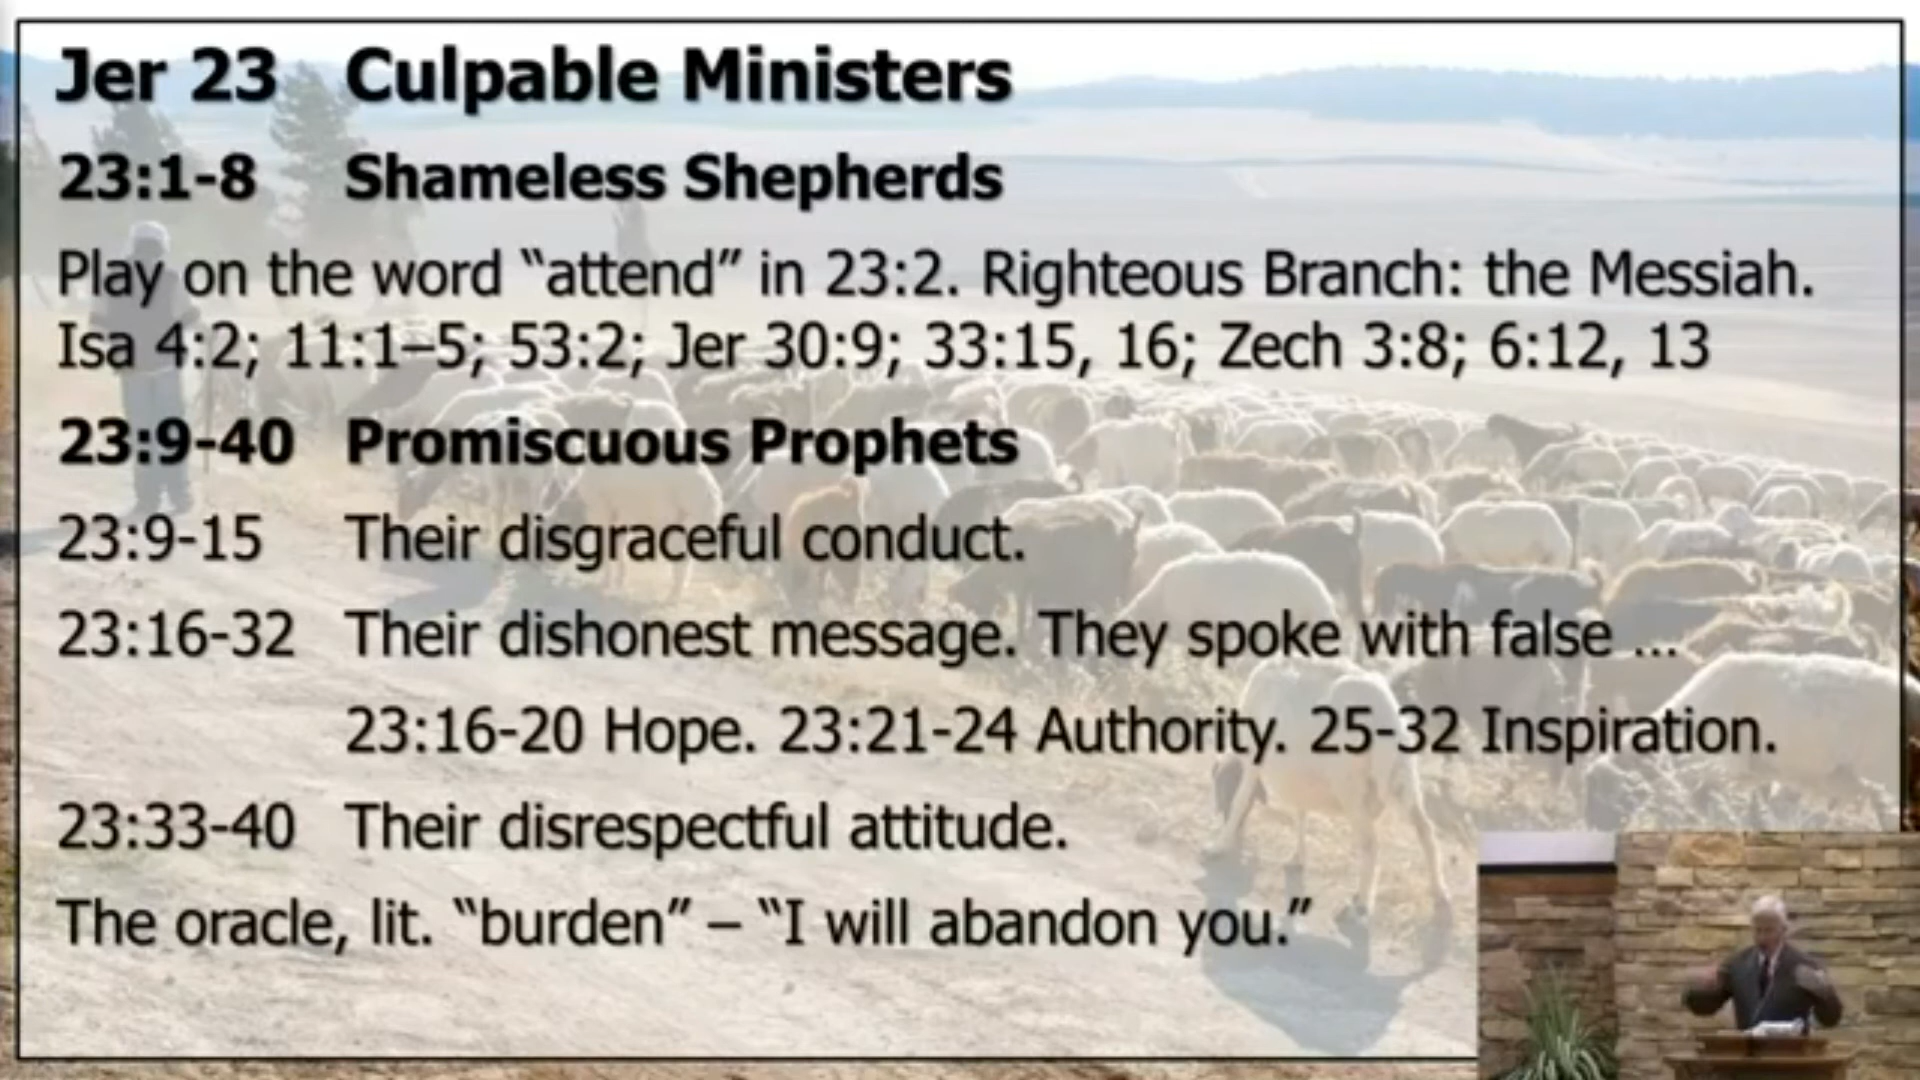 Jer 23 Culpable Ministers
23:1-8 Shameless Shepherds
Play on the word “attend” in 23:2. Righteous Branch: the Messiah.
Isa 4:2; 11:1–5; 53:2; Jer 30:9; 33:15, 16; Zech 3:8; 6:12, 13
23:9-40 Promiscuous Prophets
23:9-15 Their disgraceful conduct.
23:16-32 Their dishonest message. They spoke with false ...
23:16-20 Hope. 23:21-24 Authority. 25-32 Inspiration.
23:33-40 Their disrespectful attitude.
The oracle, lit. “burden” – “I will abandon you.”